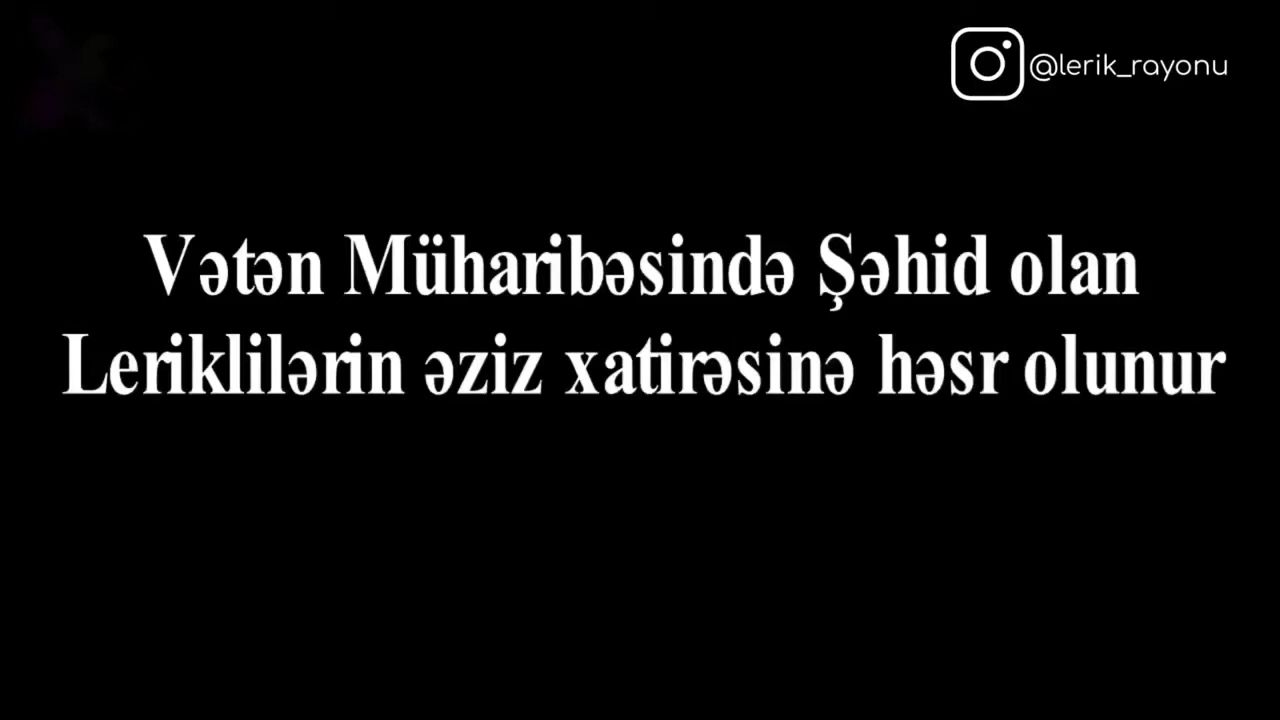 @lerik_rayonu
Vətən Müharibəsində Şəhid olan
Leriklilərin əziz xatirəsinə həsr olunur